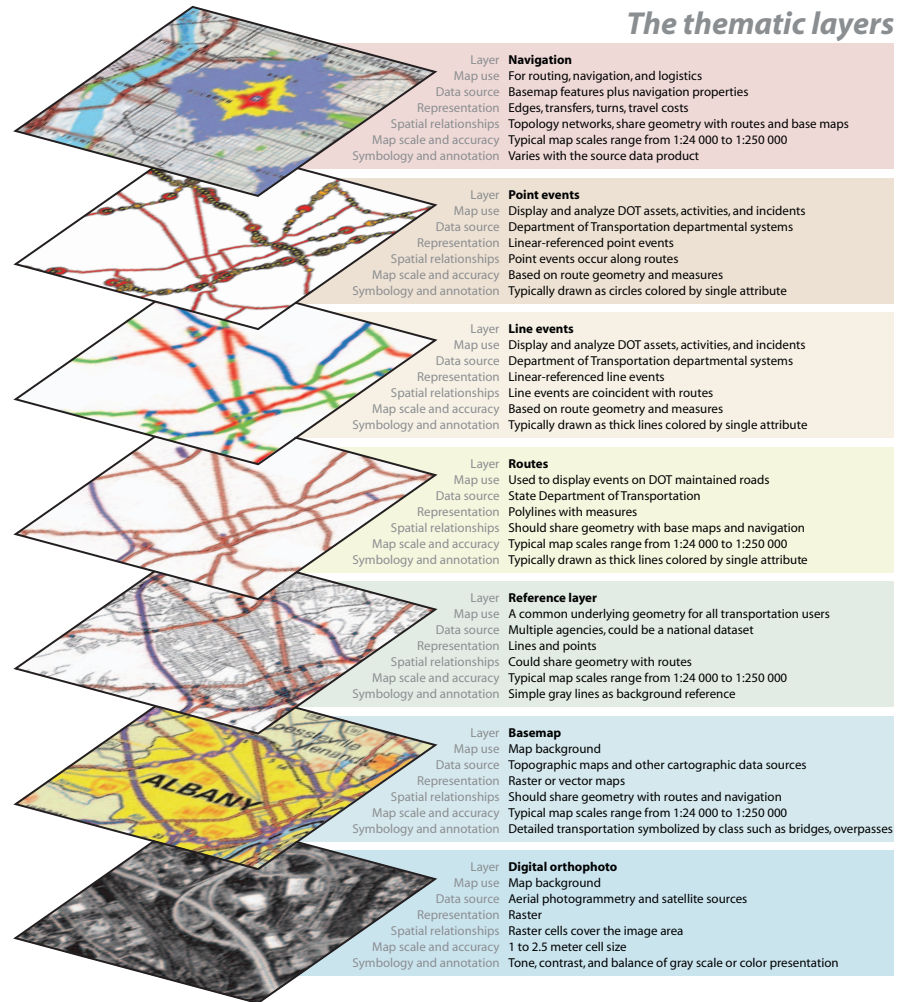 The thematic layers
Layer Navigation
Map use For routing, navigation, and logistics
Data source Basemap features plus navigation properties
Representation Edges, transfers, turns, travel costs
Spatial relationships Topology networks, share geometry with routes and base maps
Map scale and accuracy Typical map scales range from 1:24 000 to 1:250 000
Symbology and annotation Varies with the source data product
Layer Point events
Map use Display and analyze DOT assets, activities, and incidents
Data source Department of Transportation departmental systems
Representation Linear-referenced point events
Spatial relationships Point events occur along routes
Map scale and accuracy Based on route geometry and measures
Symbology and annotation Typically drawn as circles colored by single attribute
Layer Line events
Map use Display and analyze DOT assets, activities, and incidents
Data source Department of Transportation departmental systems
Representation Linear-referenced line events
Spatial relationships Line events are coincident with routes
Map scale and accuracy Based on route geometry and measures
Symbology and annotation Typically drawn as thick lines colored by single attribute
Layer Routes
Map use Used to display events on DOT maintained roads
Data source State Department of Transportation
Representation Polylines with measures
Spatial relationships Should share geometry with base maps and navigation
Map scale and accuracy Typical map scales range from 1:24 000 to 1:250 000
Symbology and annotation Typically drawn as thick lines colored by single attribute
Layer Reference layer
Map use A common underlying geometry for all transportation users
Data source Multiple agencies, could be a national dataset
Representation Lines and points
Spatial relationships Could share geometry with routes
Map scale and accuracy Typical map scales range from 1:24 000 to 1:250 000
Symbology and annotation Simple gray lines as background reference
Layer Basemap
Map use Map background
Data source Topographic maps and other cartographic data sources
Representation Raster or vector maps
Spatial relationships Should share geometry with routes and navigation
Map scale and accuracy Typical map scales range from 1:24 000 to 1:250 000
Symbology and annotation Detailed transportation symbolized by class such as bridges, overpasses
ALBANY
Layer Digital orthophoto
Map use Map background
Data source Aerial photogrammetry and satellite sources
Representation Raster
Spatial relationships Raster cells cover the image area
Map scale and accuracy 1 to 2.5 meter cell size
Symbology and annotation Tone, contrast, and balance of gray scale or color presentation